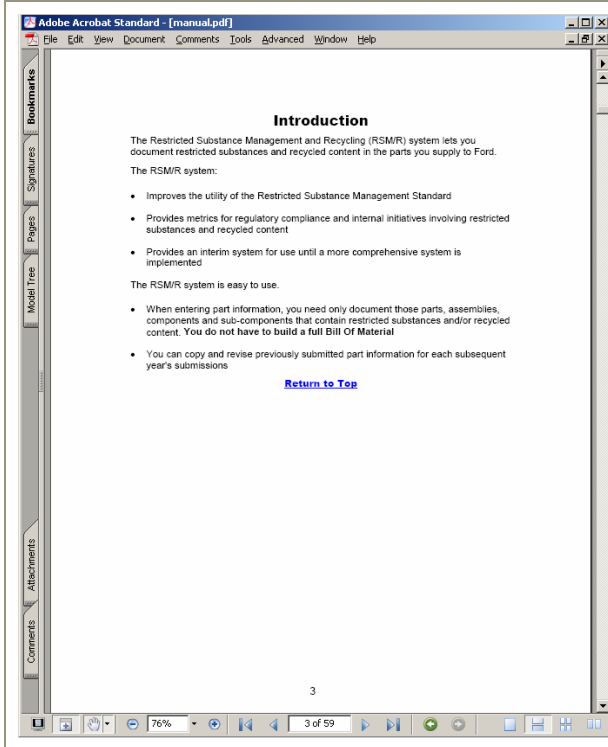 Adobe Acrobat Standard - [manual.pdf]
File Edit View Document Comments Tools Advanced Window Help
Bookmarks
Signatures
Pages
Model Tree
Attachments
Comments
Introduction
The Restricted Substance Management and Recycling (RSM/R) system lets you
document restricted substances and recycled content in the parts you supply to Ford.
The RSM/R system:
• Improves the utility of the Restricted Substance Management Standard
• Provides metrics for regulatory compliance and internal initiatives involving restricted
substances and recycled content
• Provides an interim system for use until a more comprehensive system is
implemented
The RSM/R system is easy to use.
• When entering part information, you need only document those parts, assemblies,
components and sub-components that contain restricted substances and/or recycled
content. You do not have to build a full Bill Of Material
• You can copy and revise previously submitted part information for each subsequent
year's submissions
Return to Top
3
76%
3 of 59